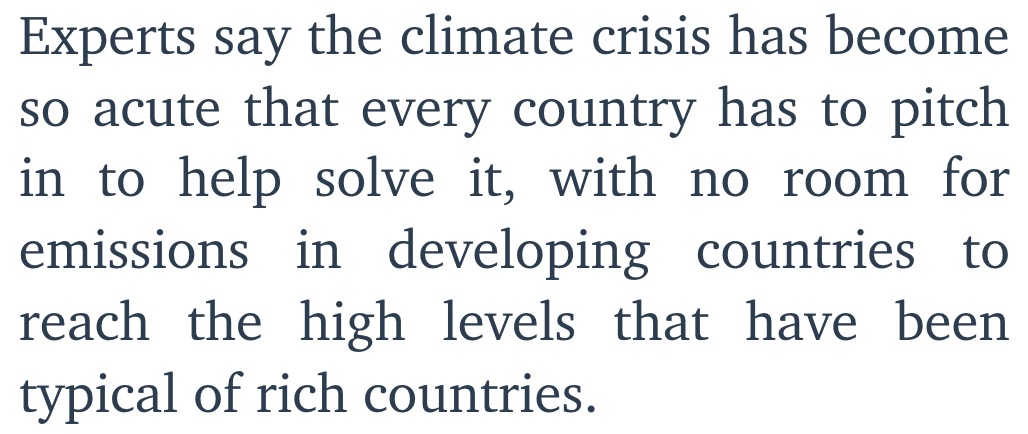 Experts say the climate crisis has become
so acute that every country has to pitch
in to help solve it, with no room for
emissions in developing countries to
reach the high levels that have been
typical of rich countries.